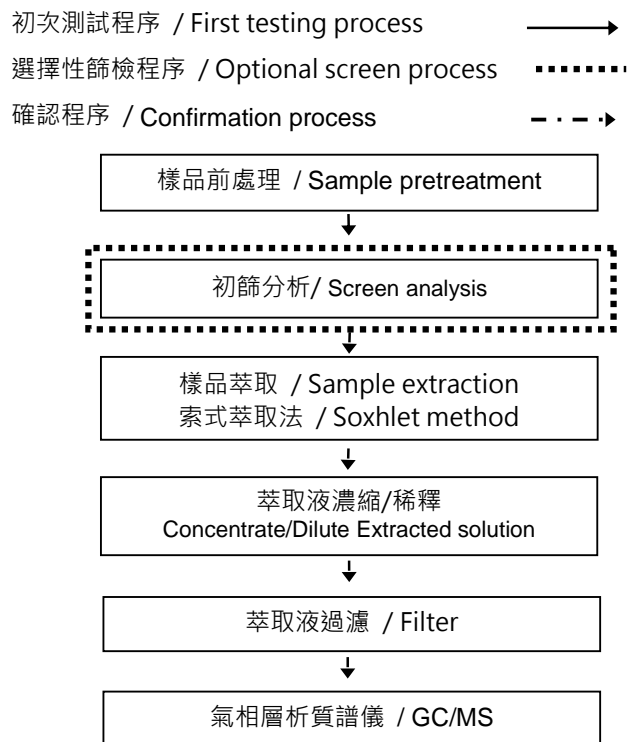 初次測試程序 / First testing process
選擇性篩檢程序 / Optional screen process
確認程序 / Confirmation process
樣品前處理 / Sample pretreatment
初篩分析/ Screen analysis
樣品萃取 / Sample extraction
索式萃取法 / Soxhlet method
萃取液濃縮/稀釋
Concentrate/Dilute Extracted solution
萃取液過濾 / Filter
氣相層析質譜儀 / GC/MS